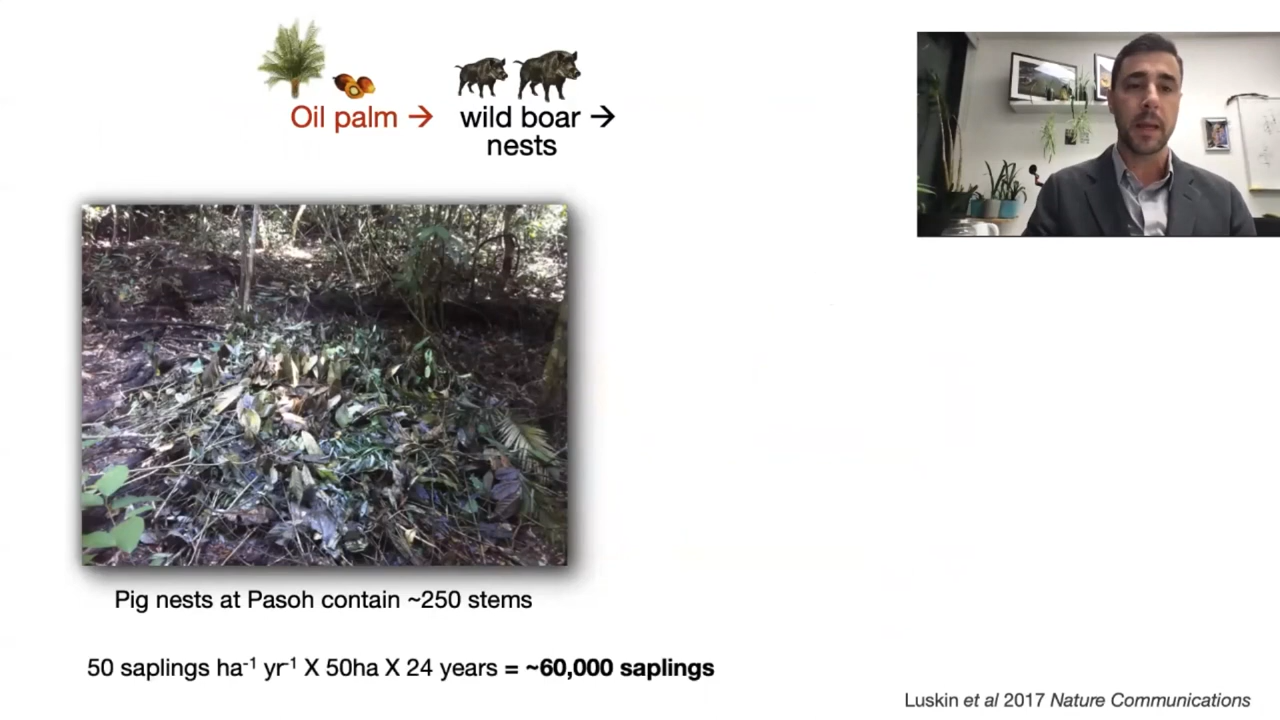 Oil palm → wild boar →
nests
Pig nests at Pasoh contain ~250 stems
50 saplings ha⁻¹ yr⁻¹ X 50ha X 24 years = ~60,000 saplings
Luskin et al 2017 Nature Communications